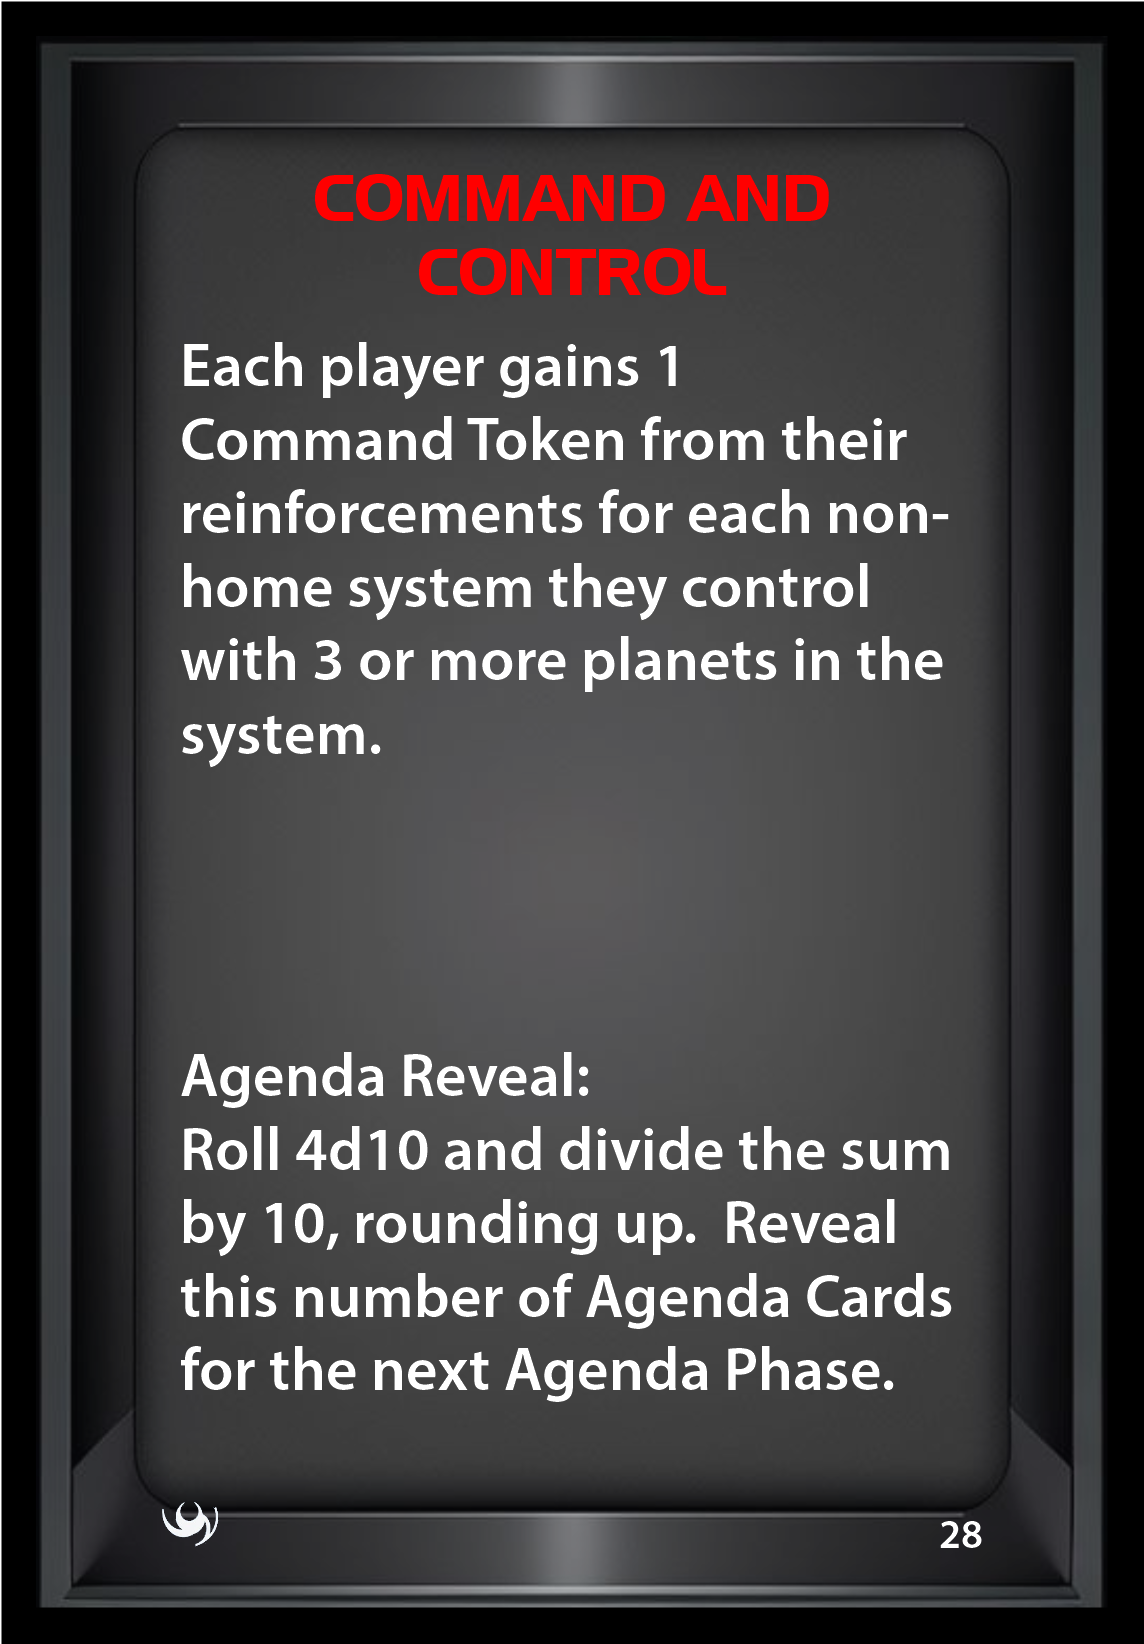 COMMAND AND
CONTROL
Each player gains 1
Command Token from their
reinforcements for each non-
home system they control
with 3 or more planets in the
system.
Agenda Reveal:
Roll 4d10 and divide the sum
by 10, rounding up.  Reveal
this number of Agenda Cards
for the next Agenda Phase.
28